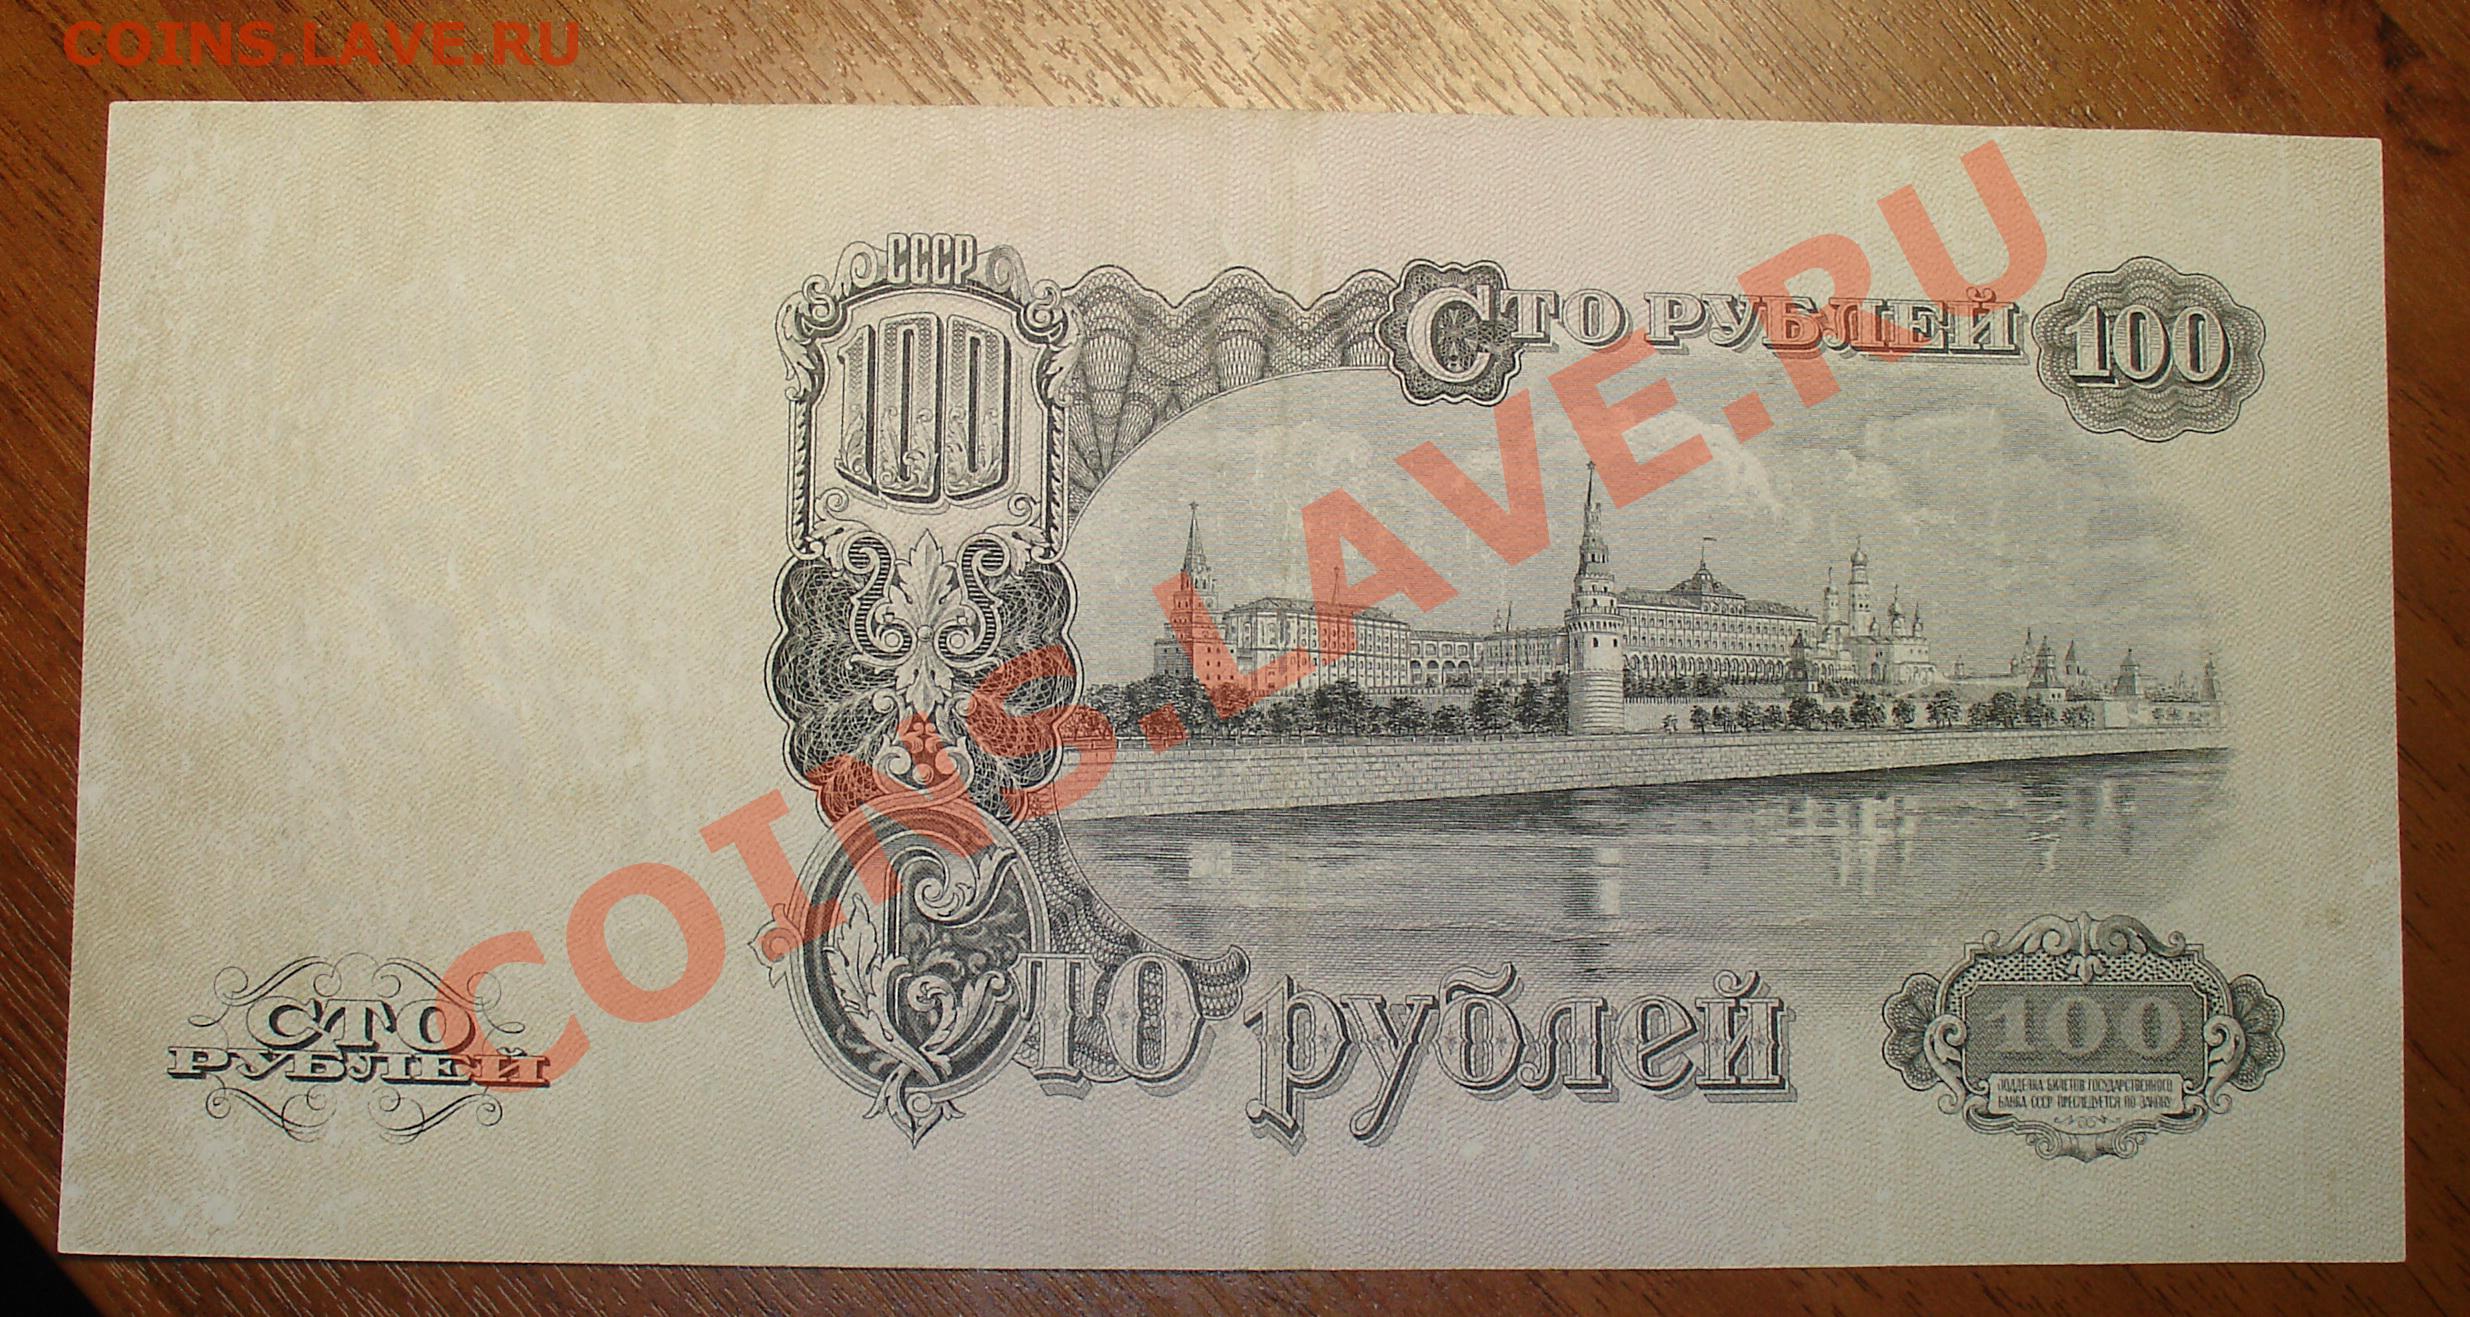 COINS.LAVE.RU
СССР
100
Сто рублей
100
COINS.LAVE.RU
Сто рублей
СТО
РУБЛЕЙ
100
ПОДДЕЛКА БИЛЕТОВ ГОСУДАРСТВЕННОГО
БАНКА СССР ПРЕСЛЕДУЕТСЯ ПО ЗАКОНУ